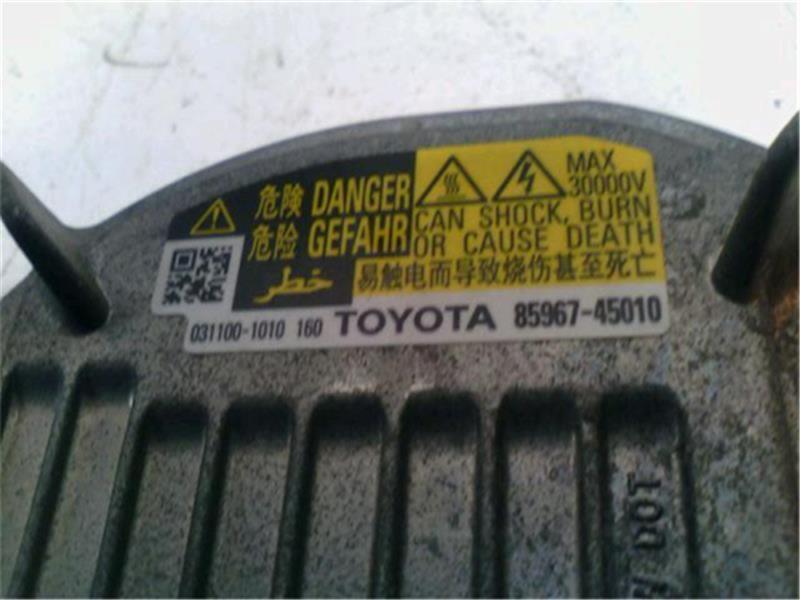 危険 DANGER
危险 GEFAHR
خطر
MAX
30000V
CAN SHOCK, BURN
OR CAUSE DEATH
易触电而导致烧伤甚至死亡
031100-1010 160 TOYOTA 85967-45010
DOT